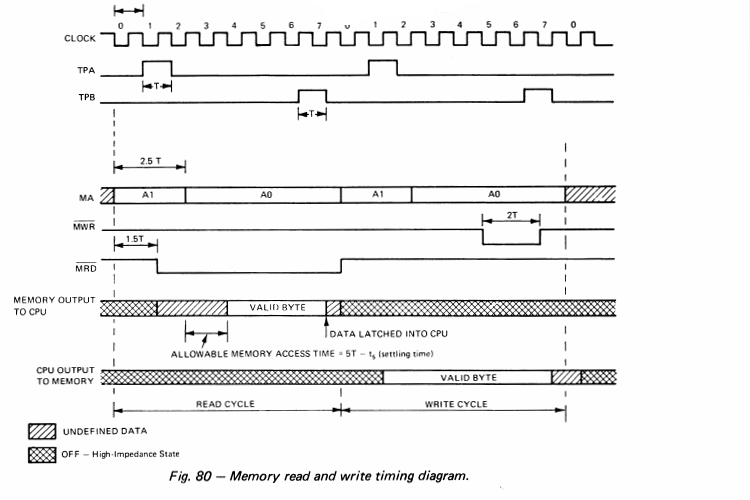 0 1 2 3 4 5 6 7 0 1 2 3 4 5 6 7 0
CLOCK
TPA
T
TPB
T
2.5 T
MA A1 A0 A1 A0
MWR 2T
1.5T
MRD
MEMORY OUTPUT
TO CPU
VALID BYTE
DATA LATCHED INTO CPU
ALLOWABLE MEMORY ACCESS TIME = 5T – ts (settling time)
CPU OUTPUT
TO MEMORY
VALID BYTE
READ CYCLE WRITE CYCLE
UNDEFINED DATA
OFF – High-Impedance State
Fig. 80 – Memory read and write timing diagram.